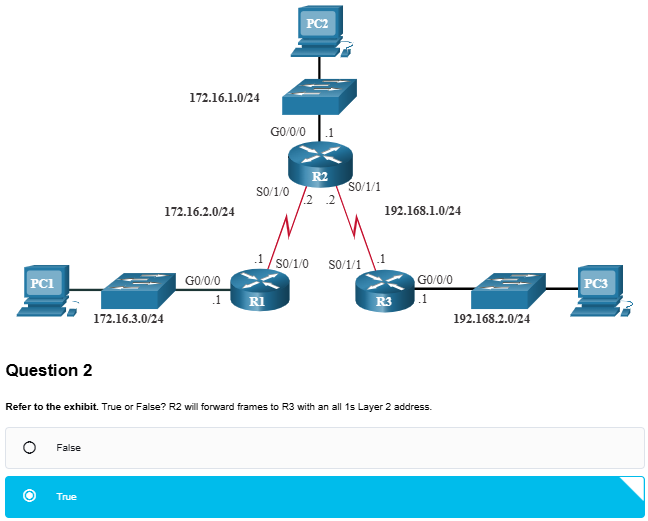 PC2
172.16.1.0/24
G0/0/0 .1
R2
S0/1/0 .2 .2 S0/1/1
172.16.2.0/24 192.168.1.0/24
.1 S0/1/0 S0/1/1 .1
PC1 G0/0/0 .1 R1 R3 G0/0/0 .1 PC3
172.16.3.0/24 192.168.2.0/24
Question 2
Refer to the exhibit. True or False? R2 will forward frames to R3 with an all 1s Layer 2 address.
False
True